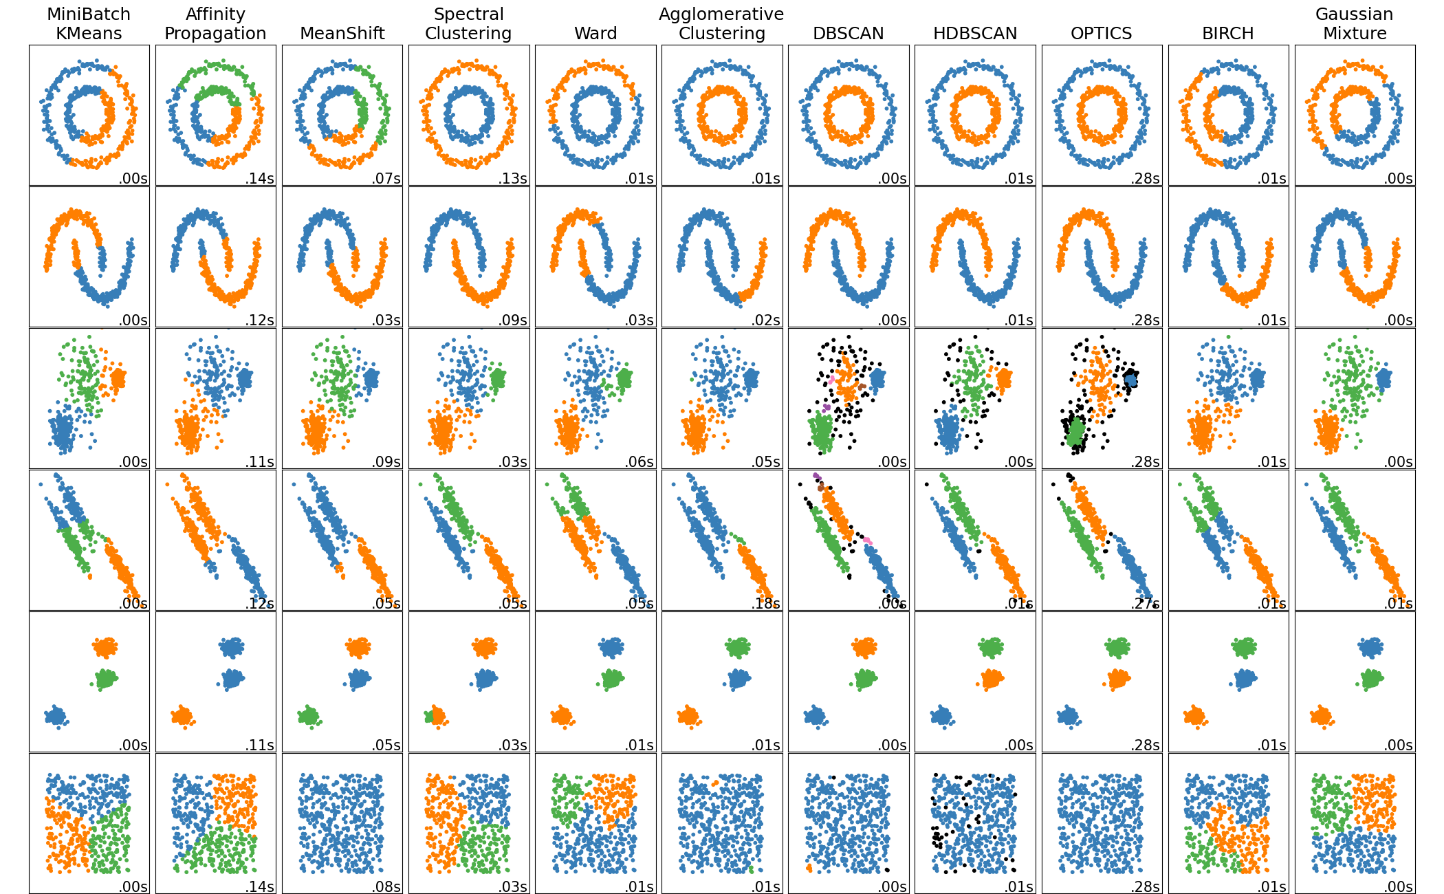 MiniBatch
KMeans
Affinity
Propagation
MeanShift
Spectral
Clustering
Ward
Agglomerative
Clustering
DBSCAN
HDBSCAN
OPTICS
BIRCH
Gaussian
Mixture
.00s .14s .07s .13s .01s .01s .00s .01s .28s .01s .00s
.00s .12s .03s .09s .03s .02s .00s .01s .28s .01s .00s
.00s .11s .09s .03s .06s .05s .00s .00s .28s .01s .00s
.00s .12s .05s .05s .05s .18s .00s .01s .27s .01s .01s
.00s .11s .05s .03s .01s .01s .00s .00s .28s .01s .00s
.00s .14s .08s .03s .01s .01s .00s .01s .28s .01s .00s